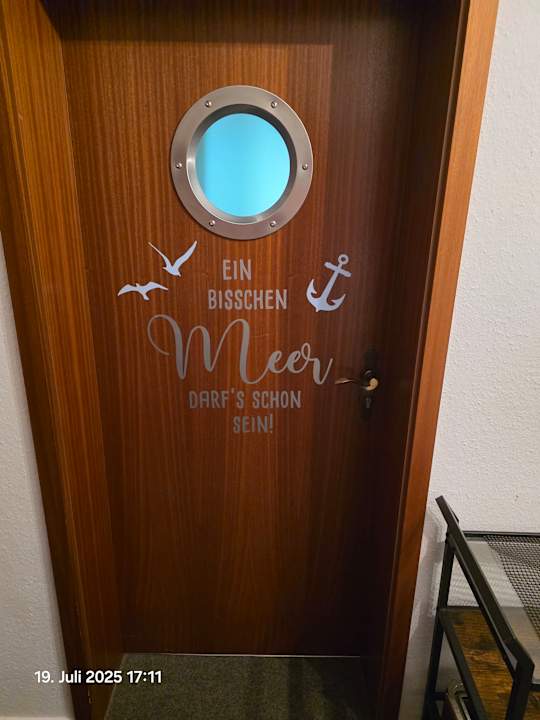 EIN
BISSCHEN
Meer
DARF'S SCHON
SEIN!
19. Juli 2025 17:11